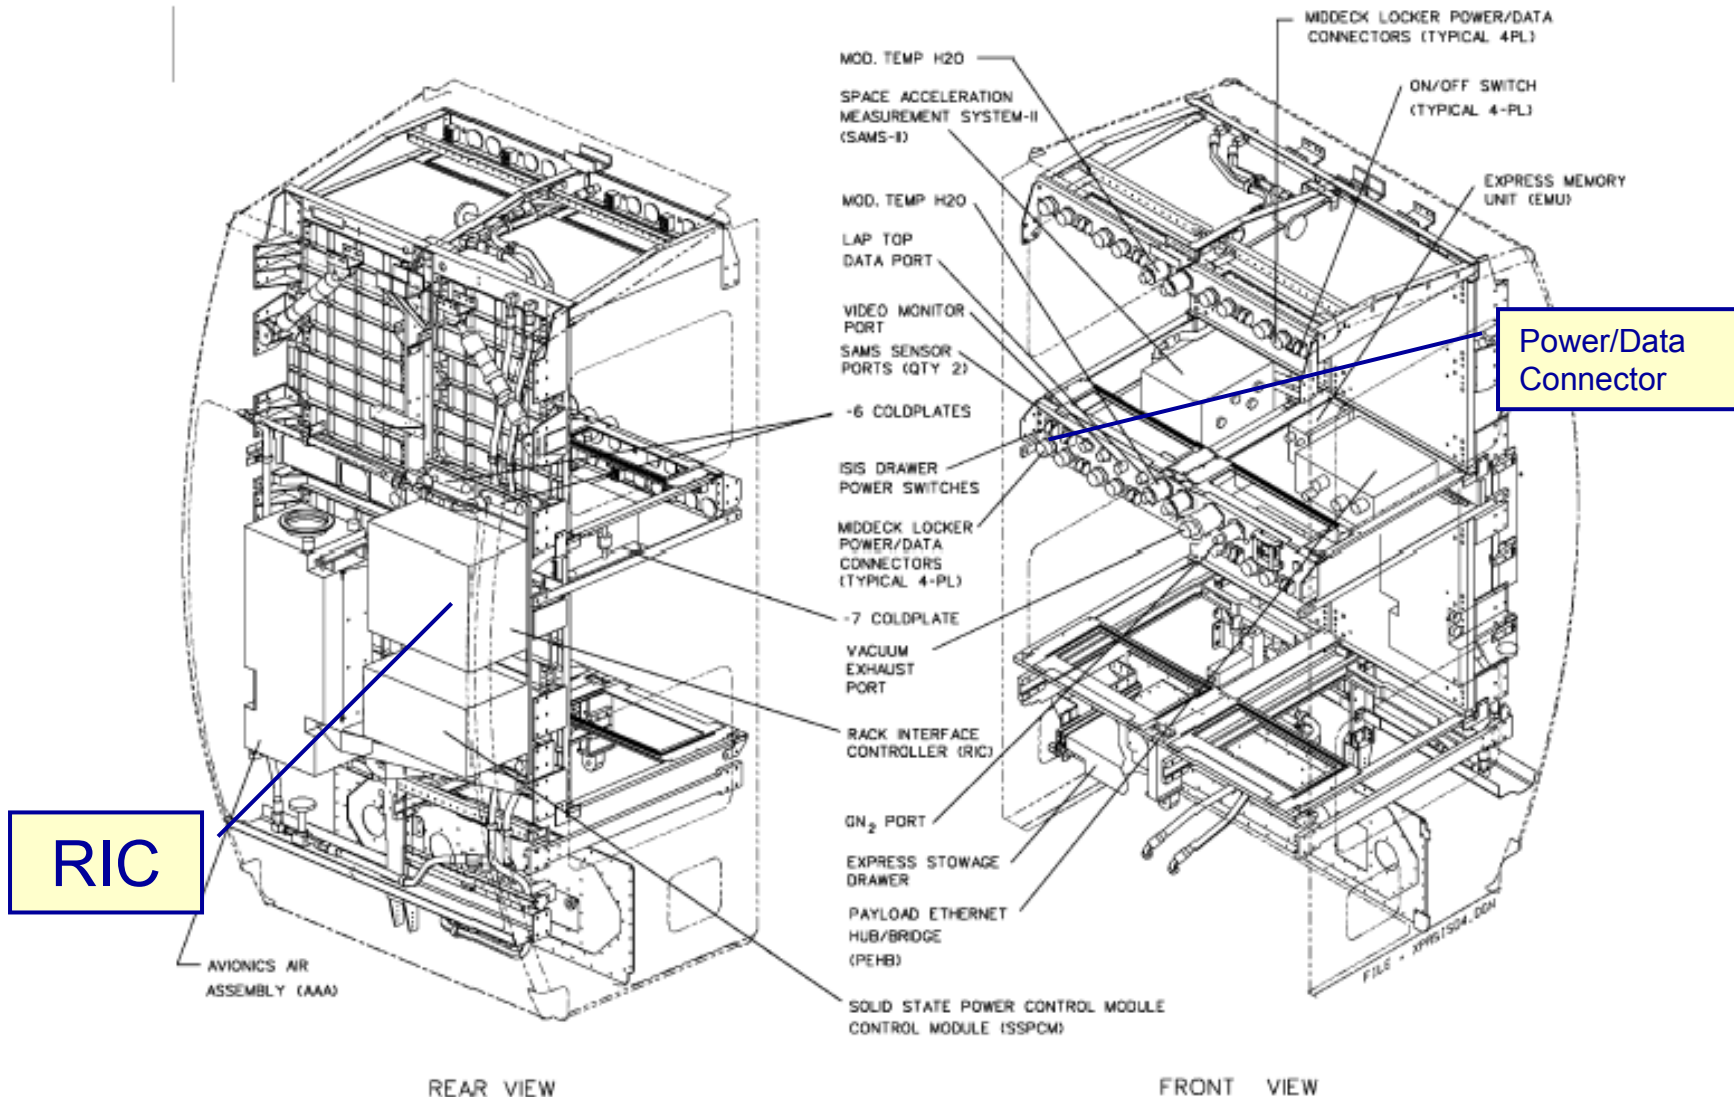 MIDDECK LOCKER POWER/DATA
CONNECTORS (TYPICAL 4PL)
MOD. TEMP H2O
ON/OFF SWITCH
(TYPICAL 4-PL)
SPACE ACCELERATION
MEASUREMENT SYSTEM-II
(SAMS-II)
EXPRESS MEMORY
UNIT (EMU)
MOD. TEMP H2O
LAP TOP
DATA PORT
VIDEO MONITOR
PORT
SAMS SENSOR
PORTS (QTY 2)
Power/Data
Connector
-6 COLDPLATES
ISIS DRAWER
POWER SWITCHES
MIDDECK LOCKER
POWER/DATA
CONNECTORS
(TYPICAL 4-PL)
-7 COLDPLATE
VACUUM
EXHAUST
PORT
RACK INTERFACE
CONTROLLER (RIC)
RIC
GN2 PORT
EXPRESS STOWAGE
DRAWER
PAYLOAD ETHERNET
HUB/BRIDGE
(PEHB)
AVIONICS AIR
ASSEMBLY (AAA)
SOLID STATE POWER CONTROL MODULE
CONTROL MODULE (SSPCM)
REAR VIEW
FRONT VIEW